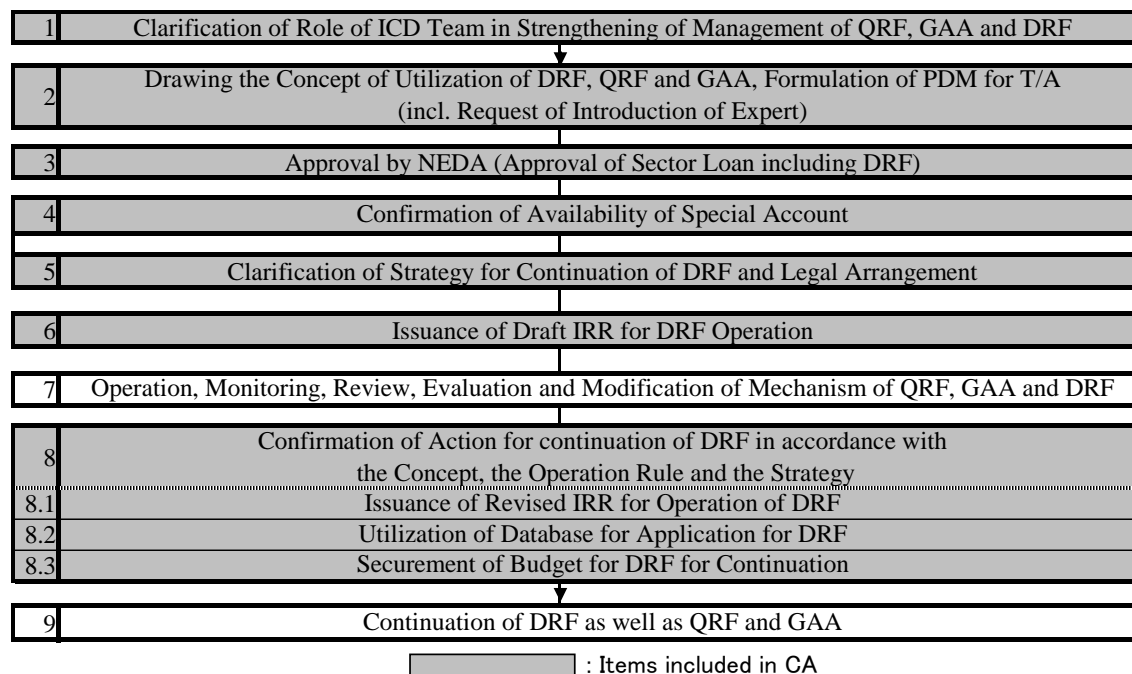 1 Clarification of Role of ICD Team in Strengthening of Management of QRF, GAA and DRF
2 Drawing the Concept of Utilization of DRF, QRF and GAA, Formulation of PDM for T/A
(incl. Request of Introduction of Expert)
3 Approval by NEDA (Approval of Sector Loan including DRF)
4 Confirmation of Availability of Special Account
5 Clarification of Strategy for Continuation of DRF and Legal Arrangement
6 Issuance of Draft IRR for DRF Operation
7 Operation, Monitoring, Review, Evaluation and Modification of Mechanism of QRF, GAA and DRF
8 Confirmation of Action for continuation of DRF in accordance with
the Concept, the Operation Rule and the Strategy
8.1 Issuance of Revised IRR for Operation of DRF
8.2 Utilization of Database for Application for DRF
8.3 Securement of Budget for DRF for Continuation
9 Continuation of DRF as well as QRF and GAA
: Items included in CA